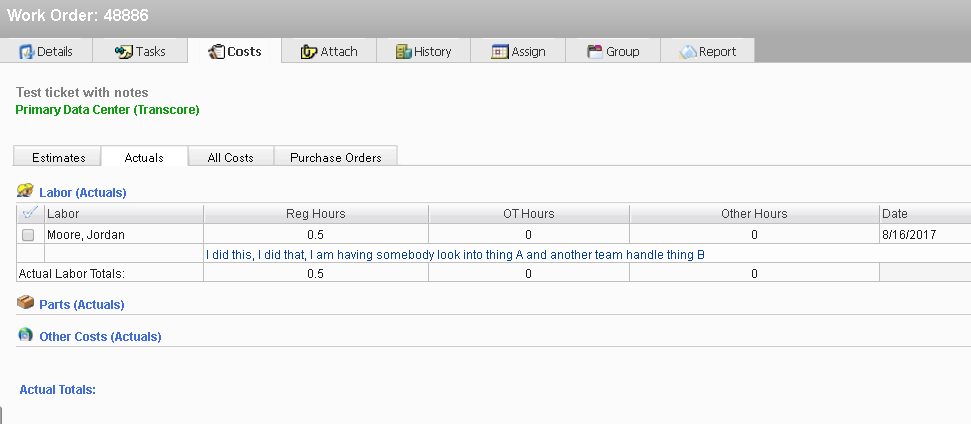 Work Order: 48886
Details Tasks Costs Attach History Assign Group Report
Test ticket with notes
Primary Data Center (Transcore)
Estimates Actuals All Costs Purchase Orders
Labor (Actuals)
Labor Reg Hours OT Hours Other Hours Date
Moore, Jordan 0.5 0 0 8/16/2017
I did this, I did that, I am having somebody look into thing A and another team handle thing B
Actual Labor Totals: 0.5 0 0
Parts (Actuals)
Other Costs (Actuals)
Actual Totals: